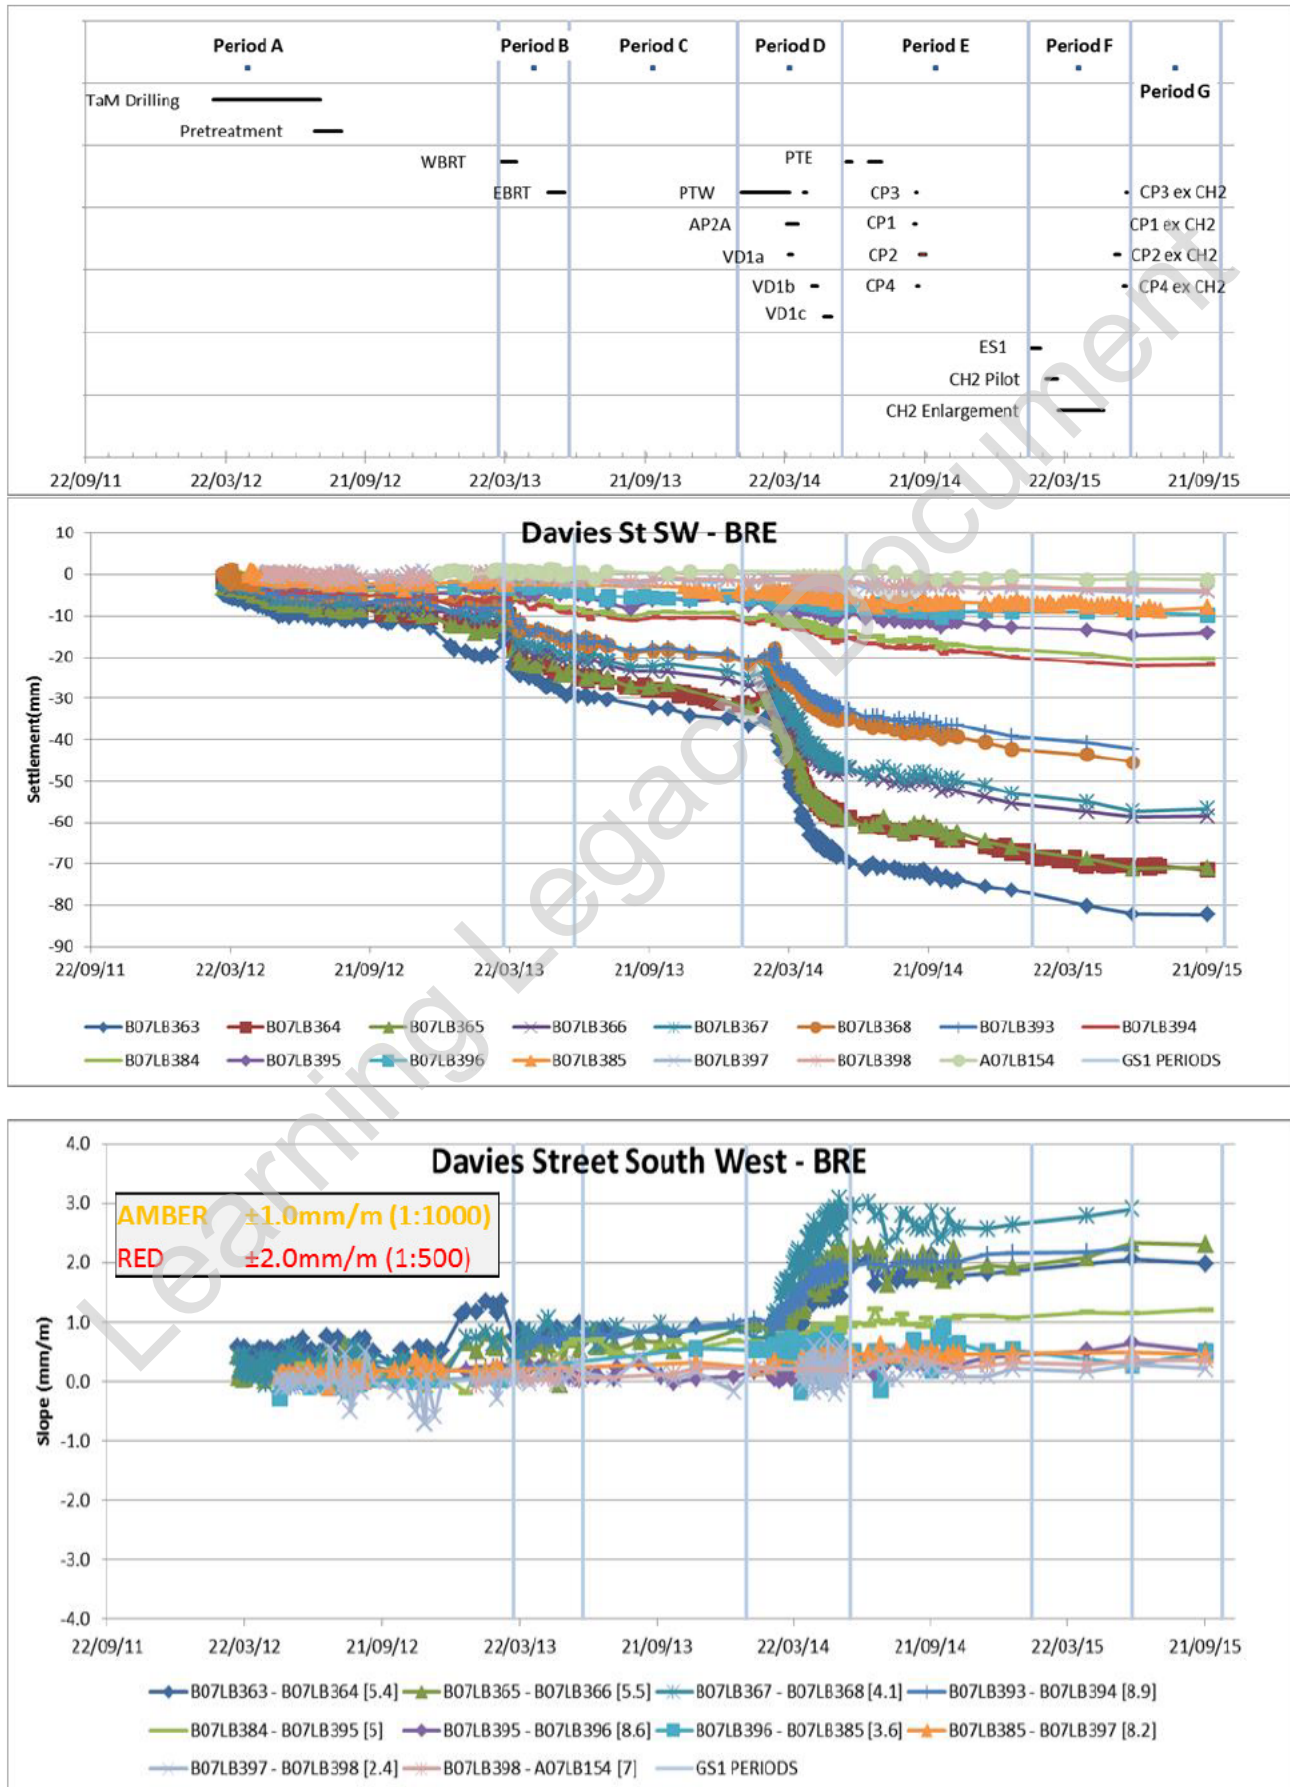 Period A Period B Period C Period D Period E Period F
Period G
TaM Drilling
Pretreatment
WBRT PTE
EBRT PTW CP3 CP3 ex CH2
AP2A CP1 CP1 ex CH2
VD1a CP2 CP2 ex CH2
VD1b CP4 CP4 ex CH2
VD1c
ES1
CH2 Pilot
CH2 Enlargement
22/09/11 22/03/12 21/09/12 22/03/13 21/09/13 22/03/14 21/09/14 22/03/15 21/09/15
Davies St SW - BRE
Settlement(mm)
10
0
-10
-20
-30
-40
-50
-60
-70
-80
-90
22/09/11 22/03/12 21/09/12 22/03/13 21/09/13 22/03/14 21/09/14 22/03/15 21/09/15
B07LB363 B07LB364 B07LB365 B07LB366 B07LB367 B07LB368 B07LB393 B07LB394
B07LB384 B07LB395 B07LB396 B07LB385 B07LB397 B07LB398 A07LB154 GS1 PERIODS
Davies Street South West - BRE
AMBER ±1.0mm/m (1:1000)
RED ±2.0mm/m (1:500)
Slope (mm/m)
4.0
3.0
2.0
1.0
0.0
-1.0
-2.0
-3.0
-4.0
22/09/11 22/03/12 21/09/12 22/03/13 21/09/13 22/03/14 21/09/14 22/03/15 21/09/15
B07LB363 - B07LB364 [5.4] B07LB365 - B07LB366 [5.5] B07LB367 - B07LB368 [4.1] B07LB393 - B07LB394 [8.9]
B07LB384 - B07LB395 [5] B07LB395 - B07LB396 [8.6] B07LB396 - B07LB385 [3.6] B07LB385 - B07LB397 [8.2]
B07LB397 - B07LB398 [2.4] B07LB398 - A07LB154 [7] GS1 PERIODS
Learning Legacy Document